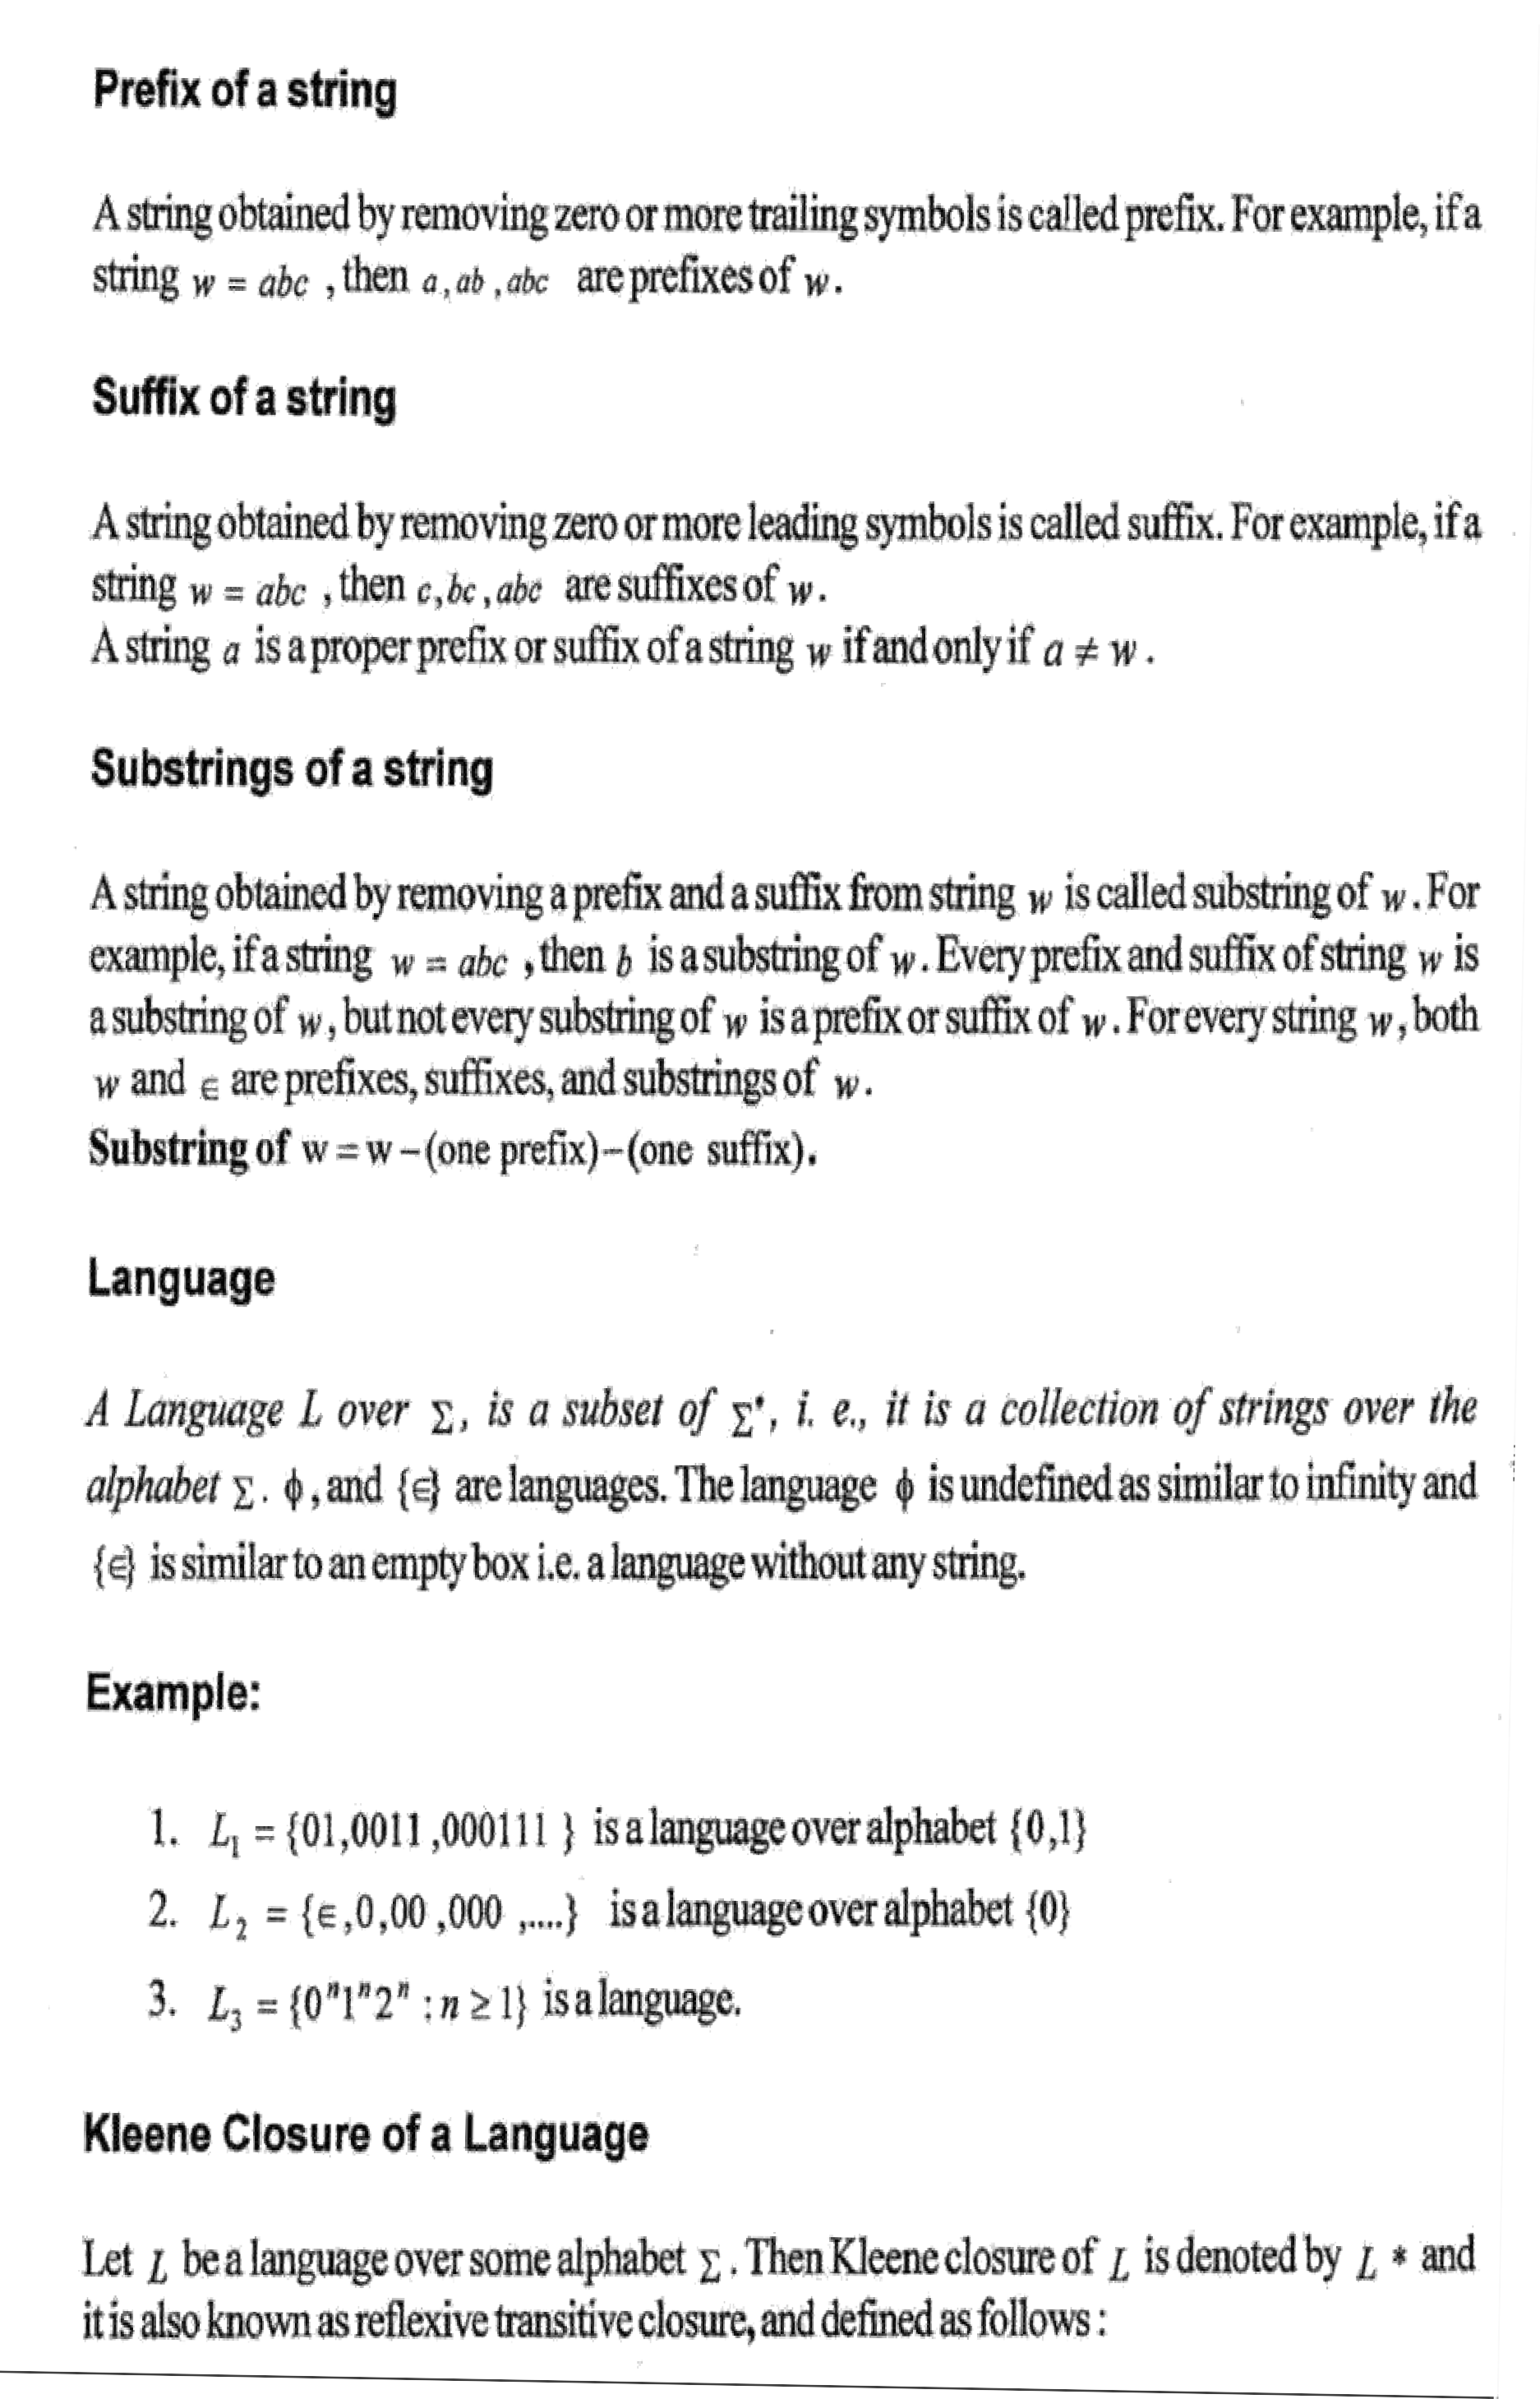 Prefix of a string
A string obtained by removing zero or more trailing symbols is called prefix. For example, if a
string w = abc , then a, ab , abc are prefixes of w.
Suffix of a string
A string obtained by removing zero or more leading symbols is called suffix. For example, if a
string w = abc , then c, bc, abc are suffixes of w.
A string a is a proper prefix or suffix of a string w if and only if a ≠ w.
Substrings of a string
A string obtained by removing a prefix and a suffix from string w is called substring of w. For
example, if a string w = abc , then b is a substring of w. Every prefix and suffix of string w is
a substring of w, but not every substring of w is a prefix or suffix of w. For every string w, both
w and ∈ are prefixes, suffixes, and substrings of w.
Substring of w = w – (one prefix) – (one suffix).
Language
A Language L over Σ, is a subset of Σ*, i. e., it is a collection of strings over the
alphabet Σ. ϕ, and {∈} are languages. The language ϕ is undefined as similar to infinity and
{∈} is similar to an empty box i.e. a language without any string.
Example:
1. L₁ = {01,0011 ,000111 } is a language over alphabet {0,1}
2. L₂ = {∈,0,00 ,000 ,....} is a language over alphabet {0}
3. L₃ = {0ⁿ1ⁿ2ⁿ : n ≥ 1} is a language.
Kleene Closure of a Language
Let L be a language over some alphabet Σ. Then Kleene closure of L is denoted by L * and
it is also known as reflexive transitive closure, and defined as follows :